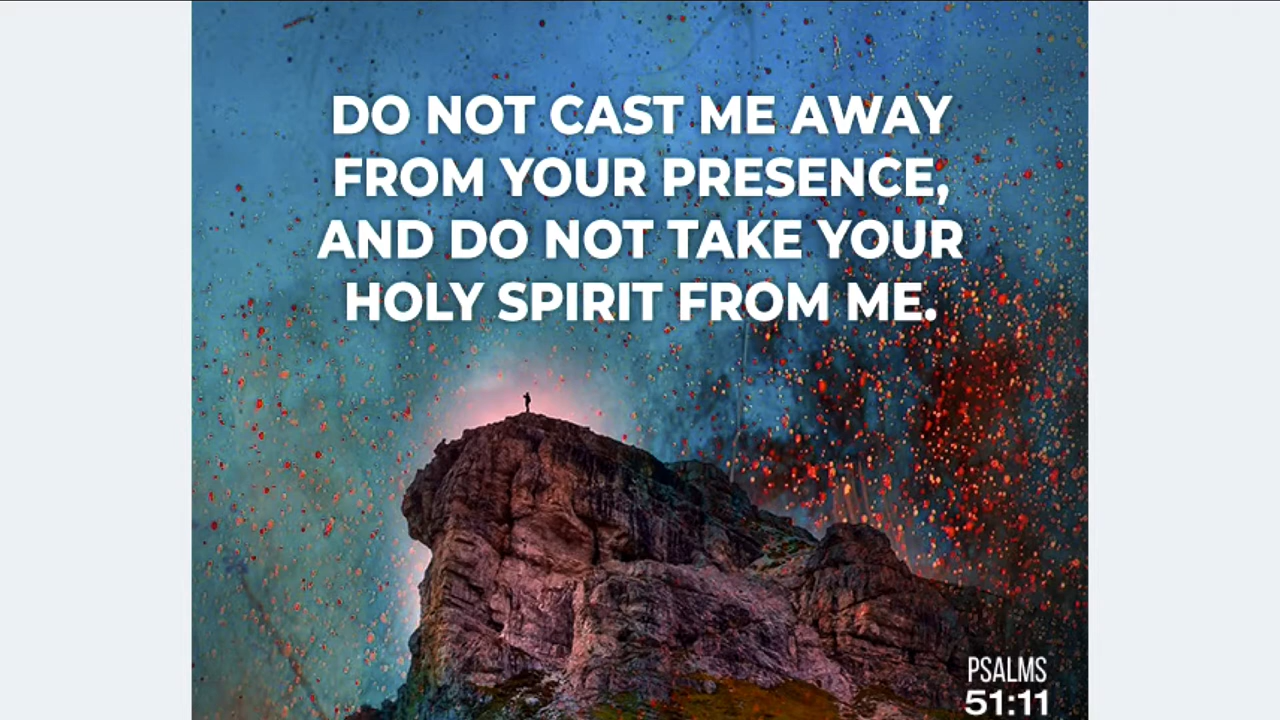 DO NOT CAST ME AWAY
FROM YOUR PRESENCE,
AND DO NOT TAKE YOUR
HOLY SPIRIT FROM ME.
PSALMS
51:11